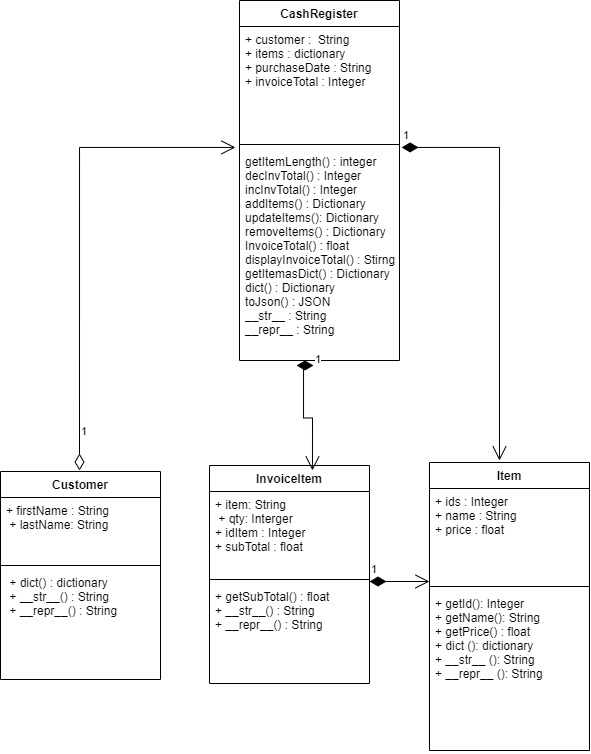 CashRegister
+ customer :  String
+ items : dictionary
+ purchaseDate : String
+ invoiceTotal : Integer
1
getItemLength() : integer
decInvTotal() : Integer
incInvTotal() : Integer
addItems() : Dictionary
updateItems(): Dictionary
removeItems() : Dictionary
InvoiceTotal() : float
displayInvoiceTotal() : Stirng
getItemasDict() : Dictionary
dict() : Dictionary
toJson() : JSON
__str__ : String
__repr__ : String
1
1
Customer
+ firstName : String
+ lastName: String
+ dict() : dictionary
+ __str__() : String
+ __repr__() : String
InvoiceItem
+ item: String
+ qty: Interger
+ idItem : Integer
+ subTotal : float
+ getSubTotal() : float
+ __str__() : String
+ __repr__() : String
1
Item
+ ids : Integer
+ name : String
+ price : float
+ getId(): Integer
+ getName(): String
+ getPrice() : float
+ dict (): dictionary
+ __str__ (): String
+ __repr__ (): String